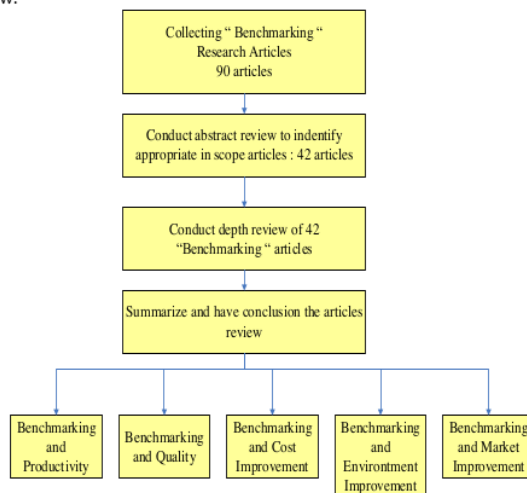 w.
Collecting “ Benchmarking “
Research Articles
90 articles
Conduct abstract review to indentify
appropriate in scope articles : 42 articles
Conduct depth review of 42
“Benchmarking “ articles
Summarize and have conclusion the articles
review
Benchmarking
and
Productivity
Benchmarking
and Quality
Benchmarking
and Cost
Improvement
Benchmarking
and
Environtment
Improvement
Benchmarking
and Market
Improvement